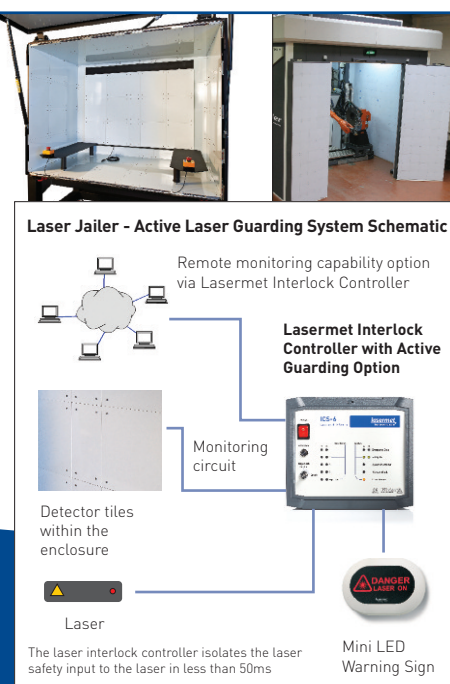 Laser Jailer - Active Laser Guarding System Schematic
Remote monitoring capability option
via Lasermet Interlock Controller
Lasermet Interlock
Controller with Active
Guarding Option
ICS-6
lasermet
Monitoring
circuit
Detector tiles
within the
enclosure
Laser
The laser interlock controller isolates the laser
safety input to the laser in less than 50ms
DANGER
LASER ON
Mini LED
Warning Sign